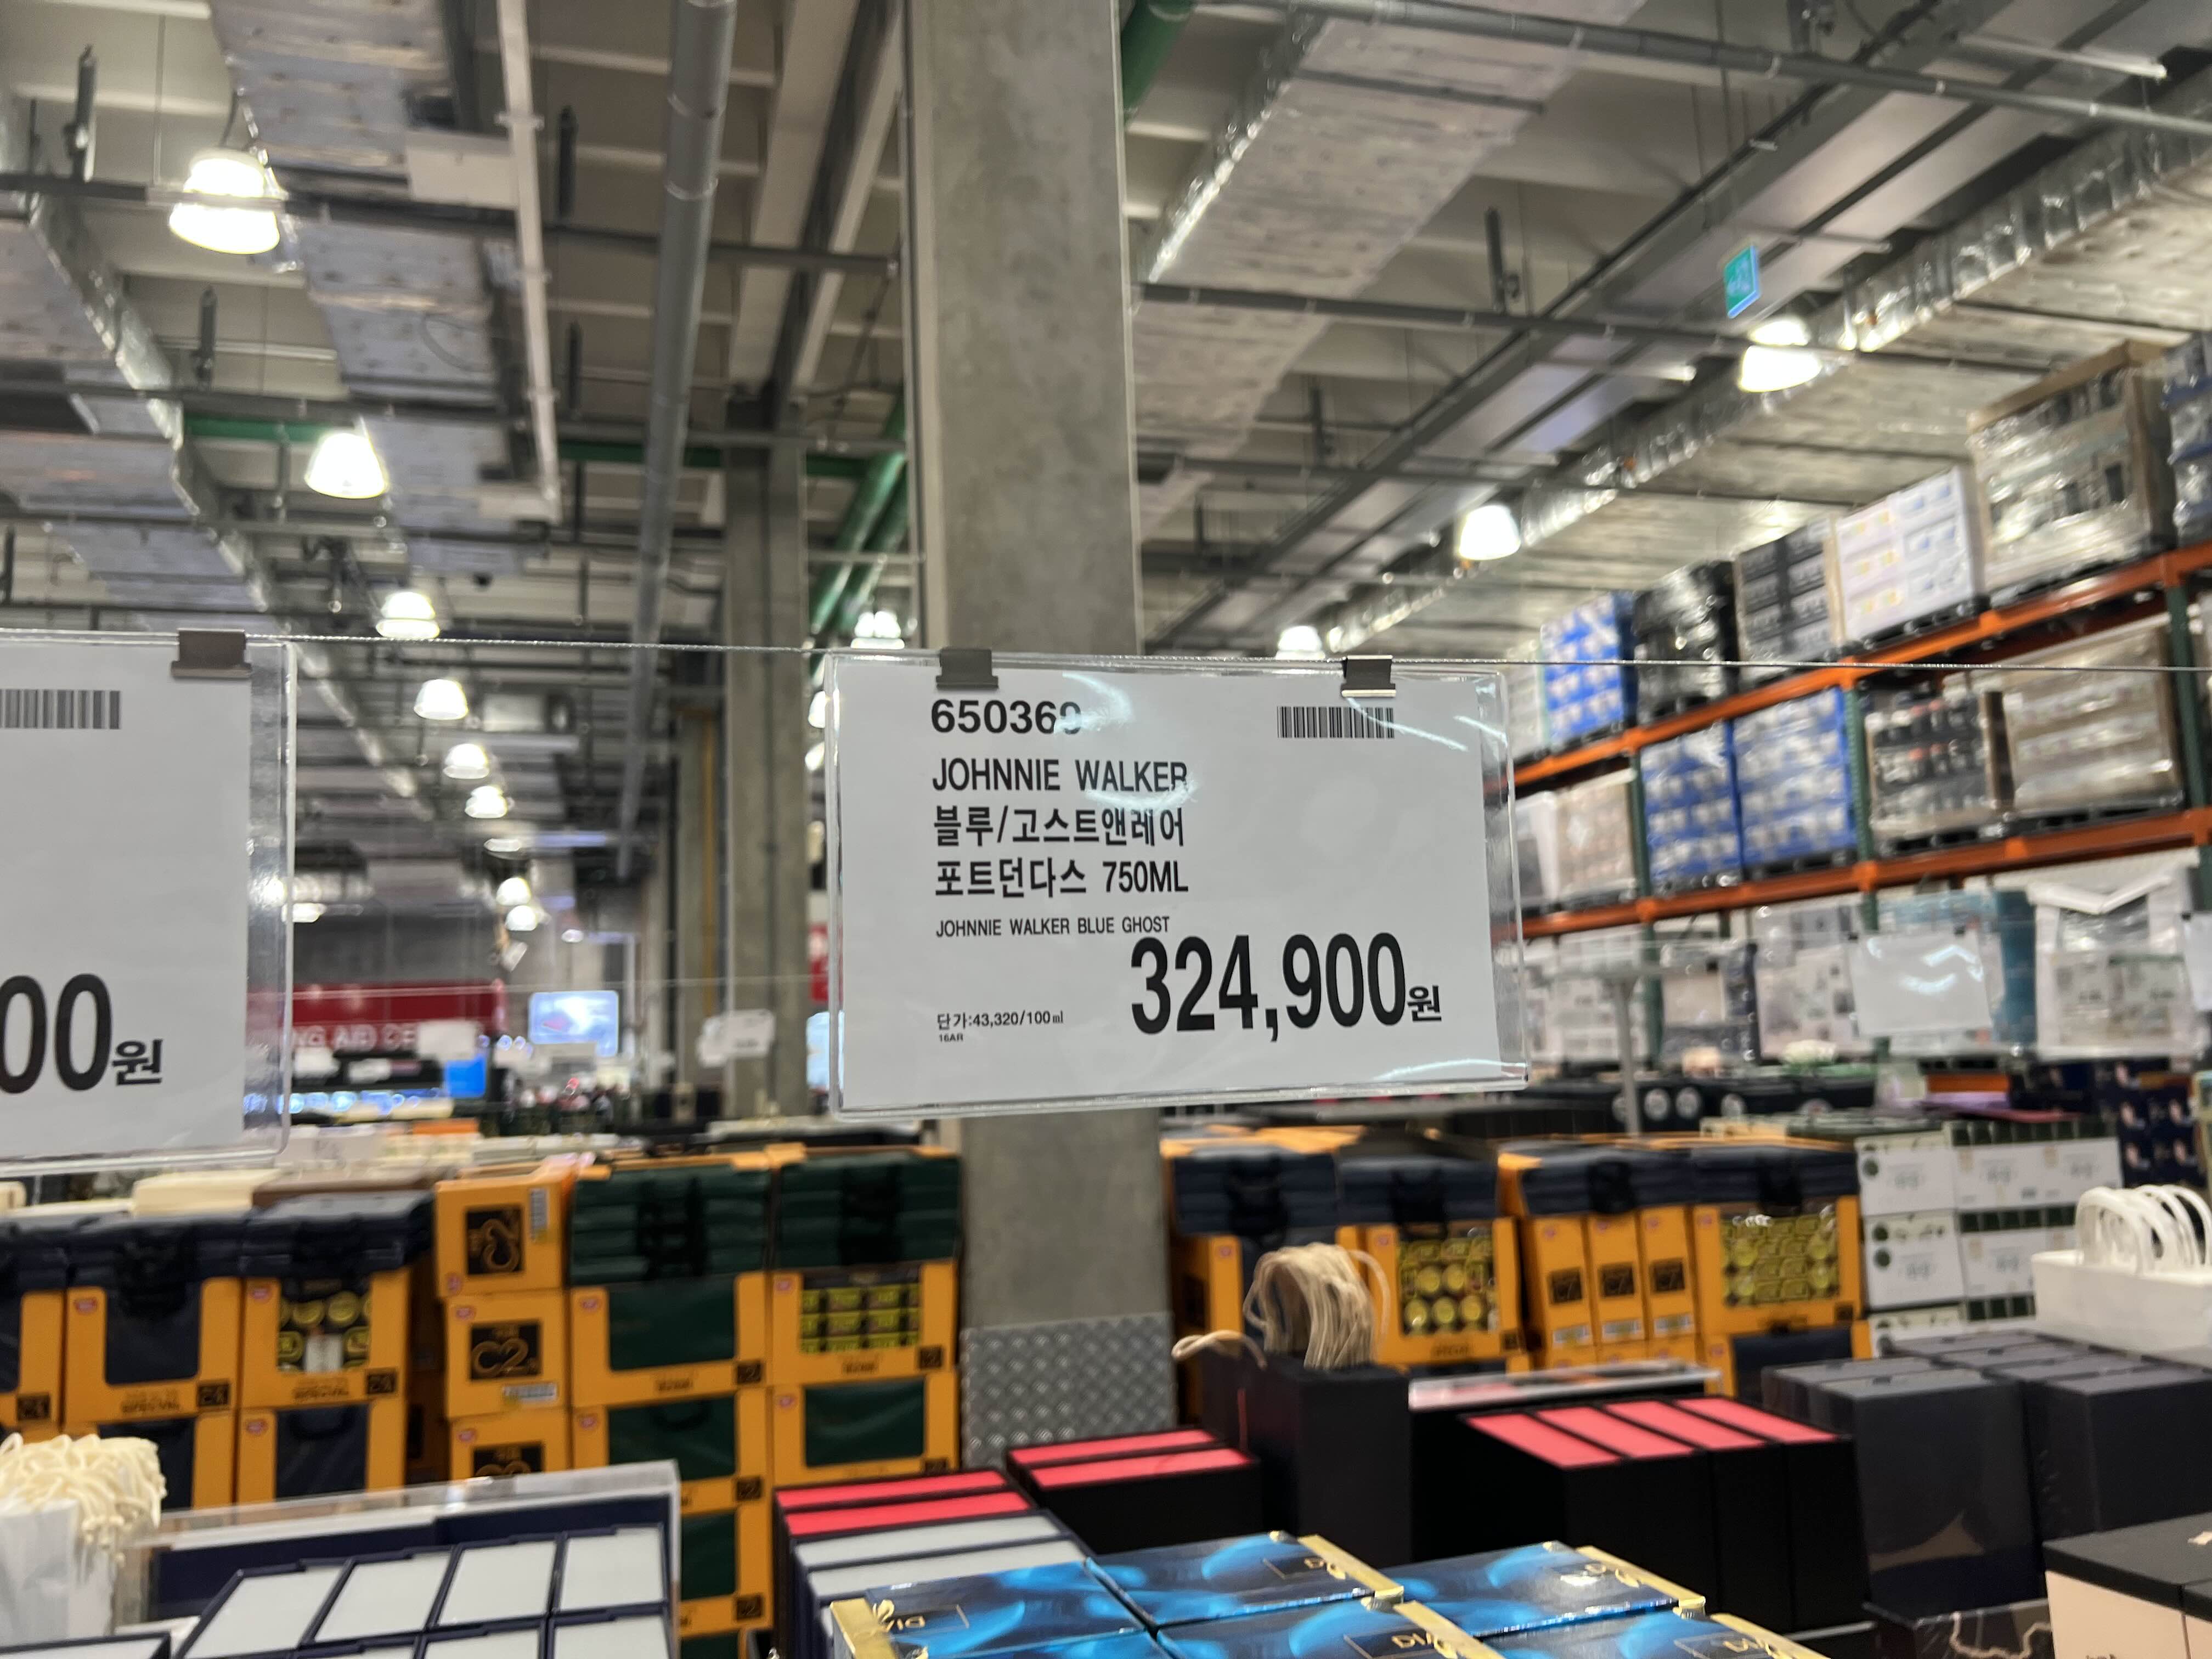 00원
650369
JOHNNIE WALKER
블루/고스트앤레어
포트던다스 750ML
JOHNNIE WALKER BLUE GHOST
324,900원
단가:43,320/100㎖
16AR
C2